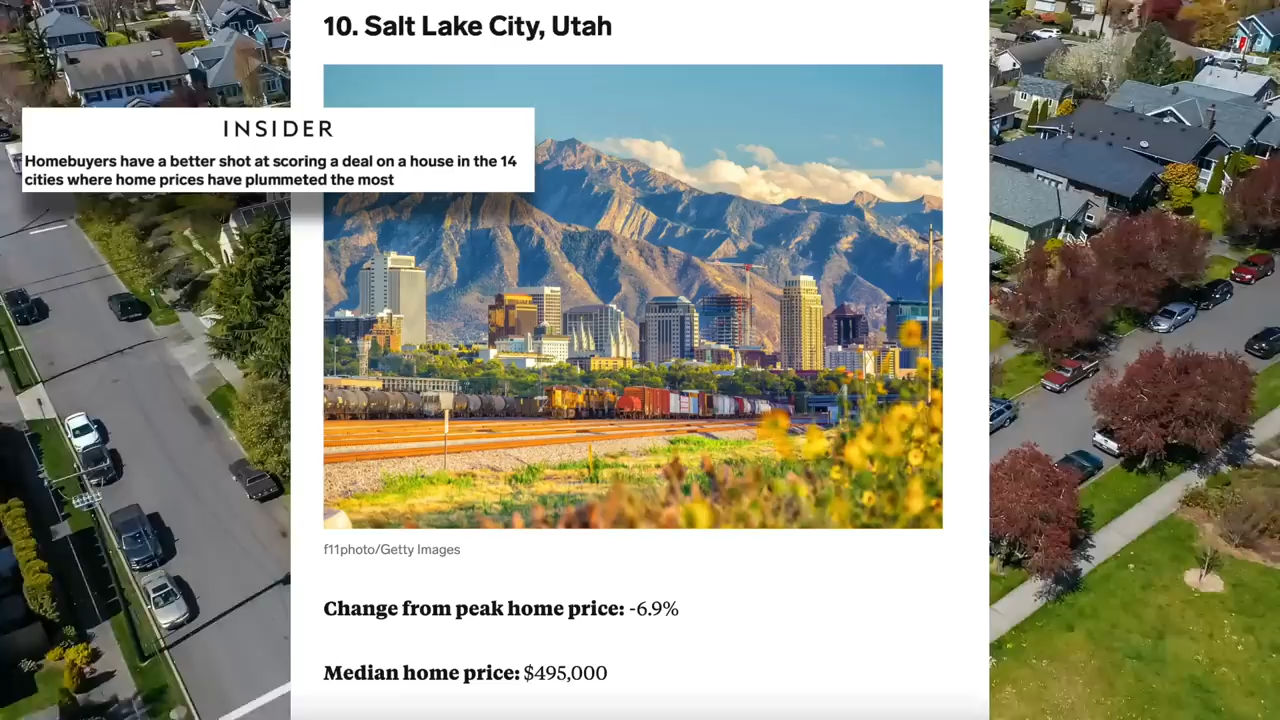 10. Salt Lake City, Utah
INSIDER
Homebuyers have a better shot at scoring a deal on a house in the 14
cities where home prices have plummeted the most
f11photo/Getty Images
Change from peak home price: -6.9%
Median home price: $495,000